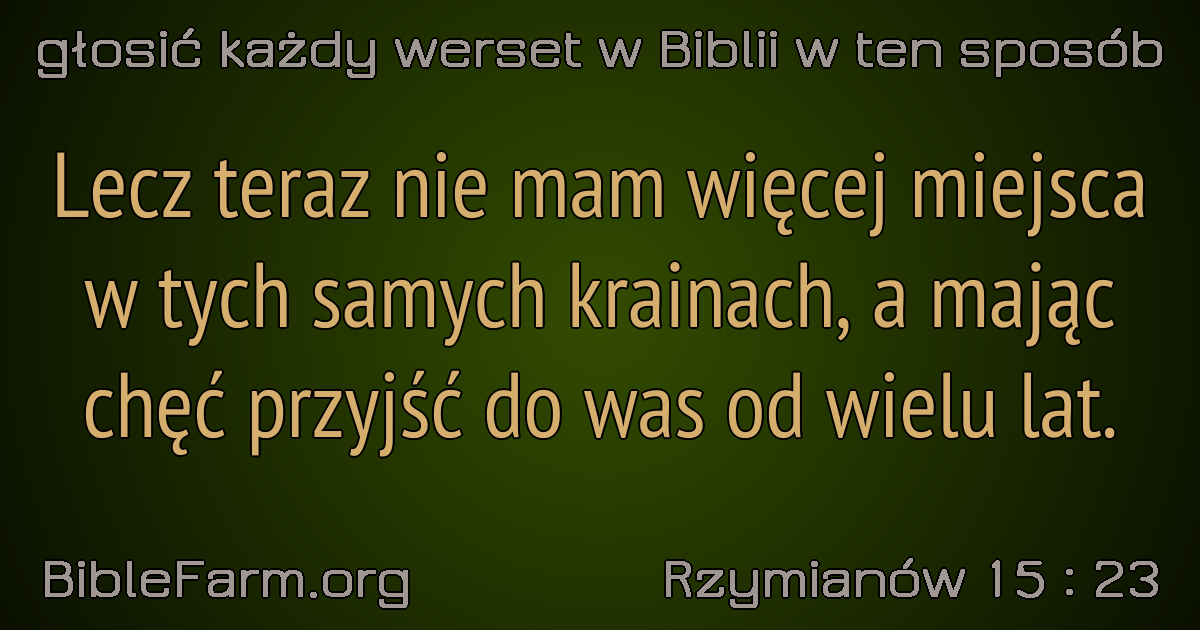 głosić każdy werset w Biblii w ten sposób
Lecz teraz nie mam więcej miejsca
w tych samych krainach, a mając
chęć przyjść do was od wielu lat.
BibleFarm.org
Rzymianów 15 : 23